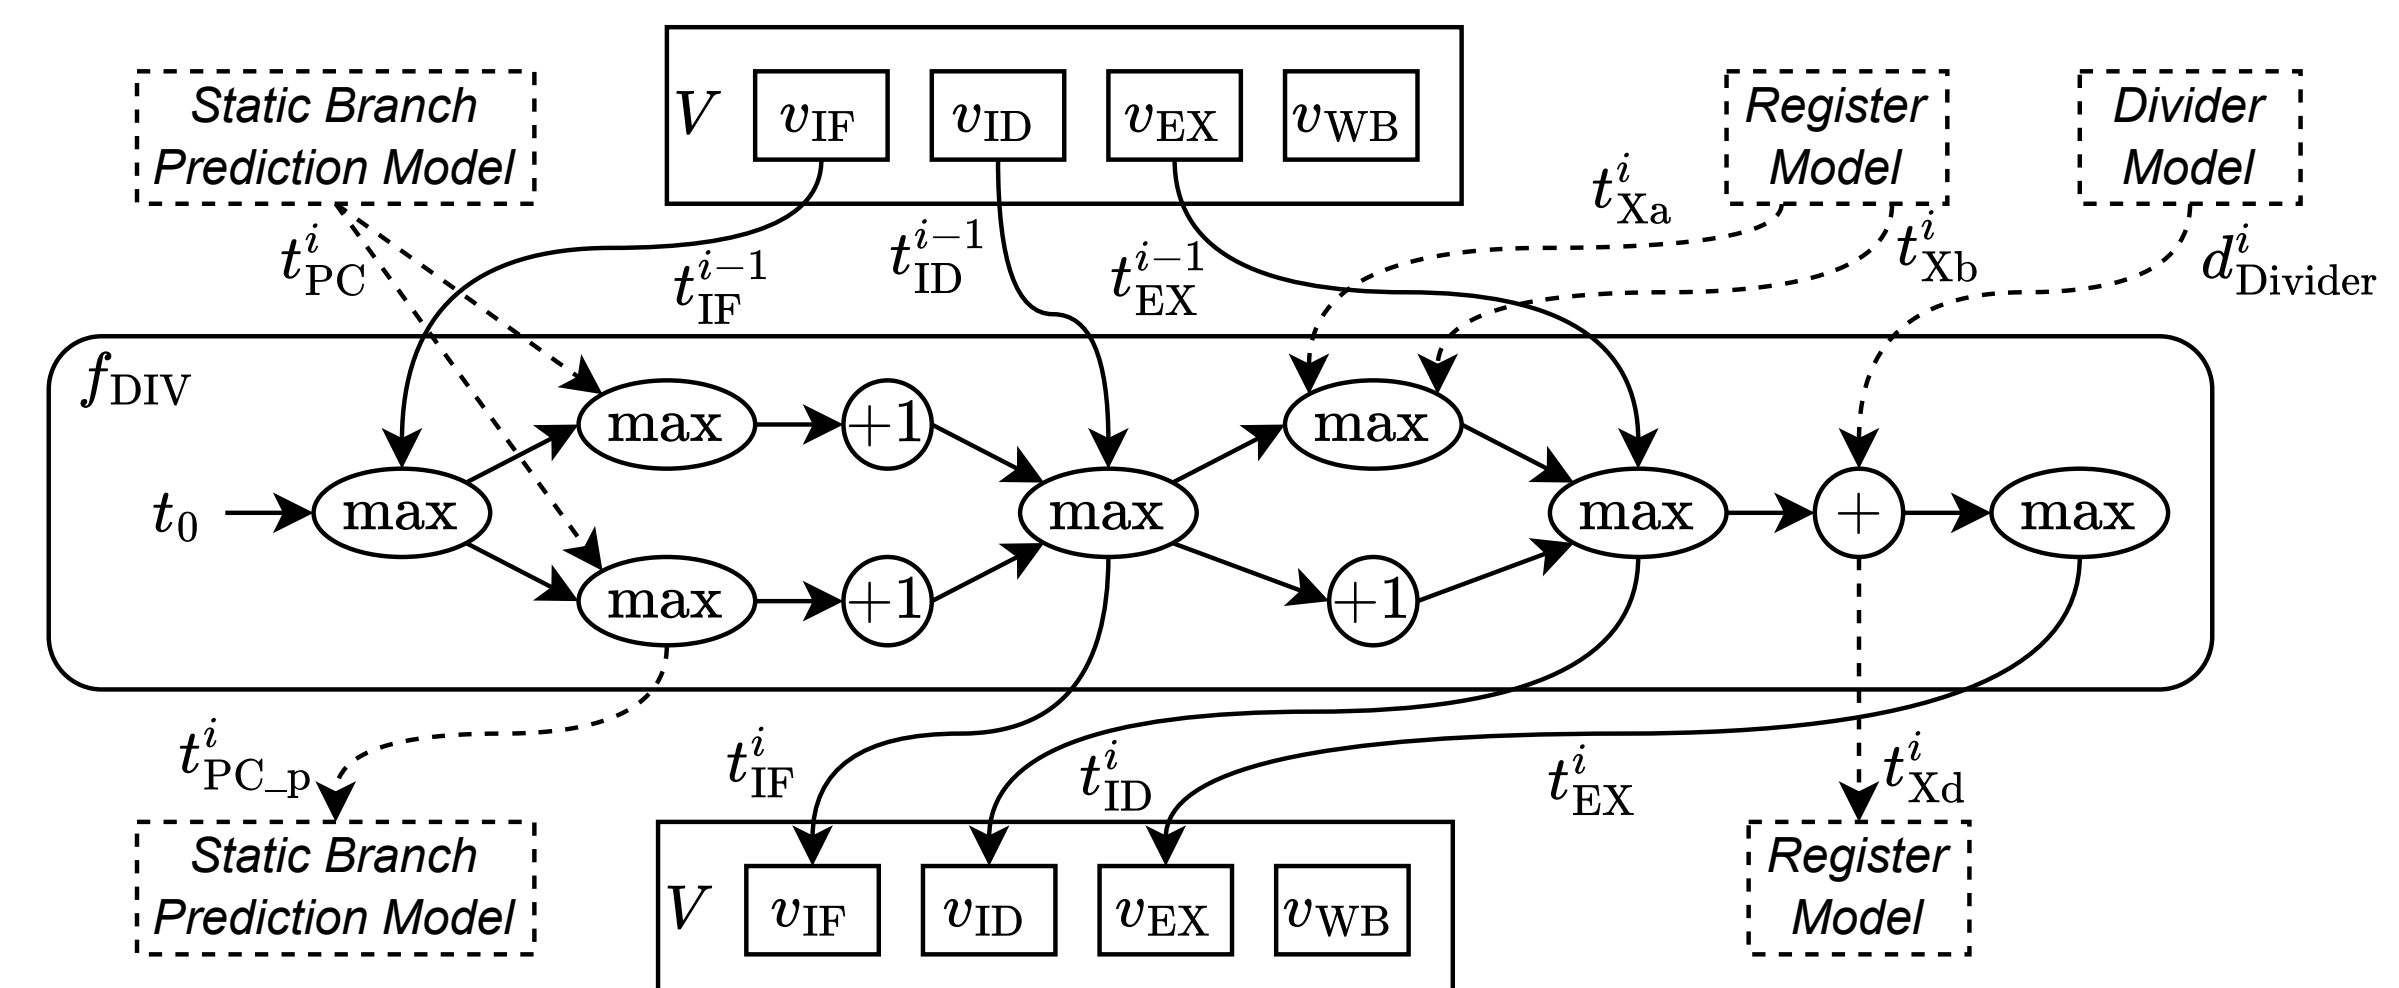 Static Branch
Prediction Model
V v_IF v_ID v_EX v_WB
Register
Model
Divider
Model
t^i_PC
t^{i-1}_IF
t^{i-1}_ID
t^{i-1}_EX
t^i_Xa
t^i_Xb
d^i_Divider
f_DIV
max +1 max
t_0 max max max + max
max +1 +1
t^i_PC_p
t^i_IF
t^i_ID
t^i_EX
t^i_Xd
Static Branch
Prediction Model
V v_IF v_ID v_EX v_WB
Register
Model